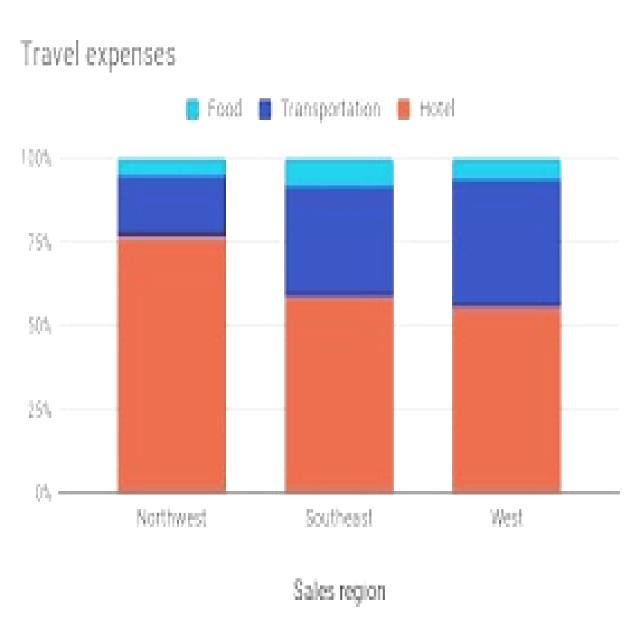 Travel expenses
Food Transportation Hotel
100%
75%
50%
25%
0%
Northwest Southeast West
Sales region